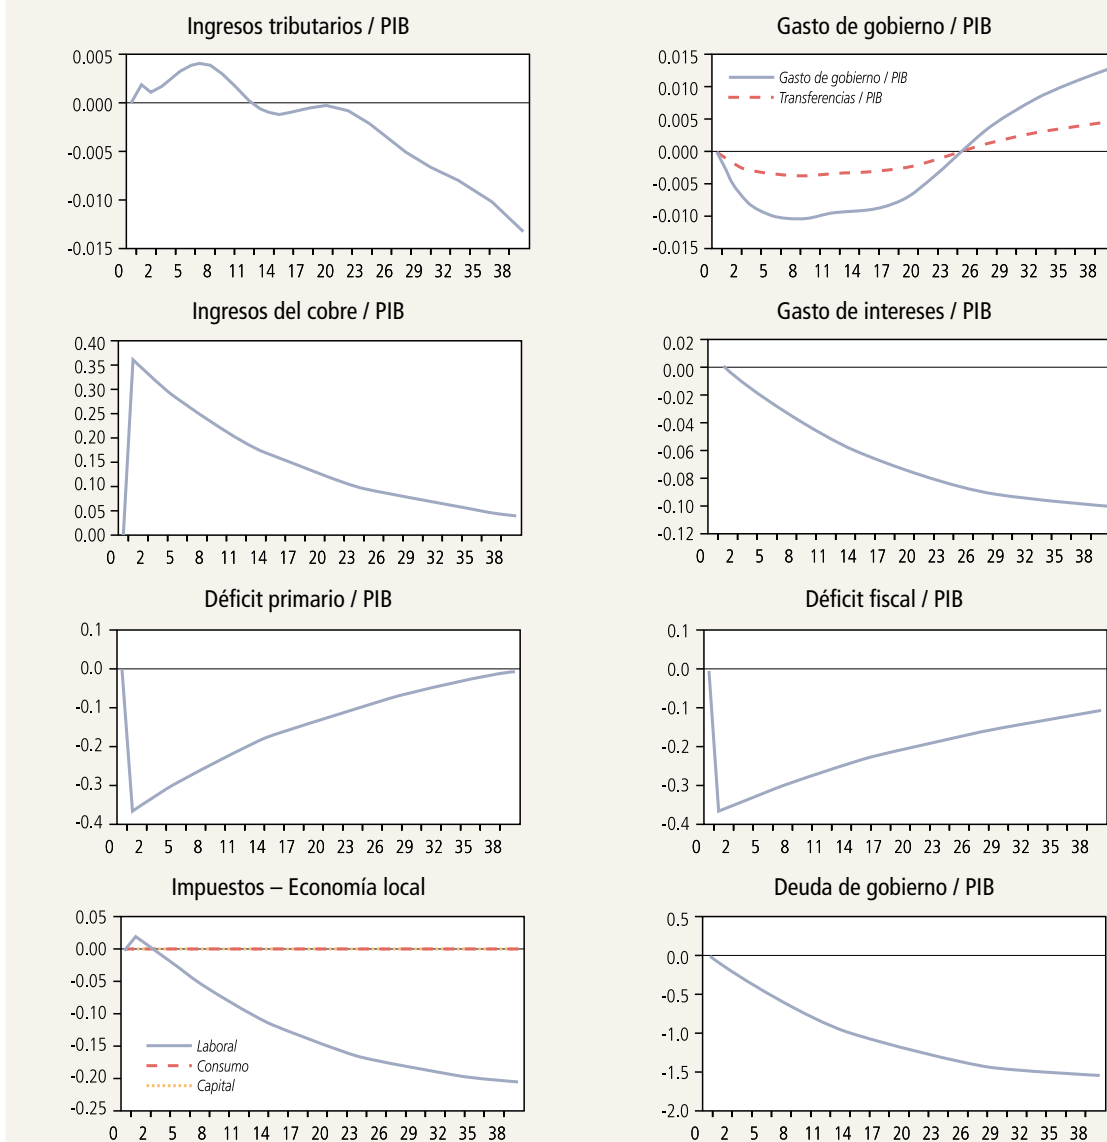 Ingresos tributarios / PIB
0.005
0.000
-0.005
-0.010
-0.015
0 2 5 8 11 14 17 20 23 26 29 32 35 38
Gasto de gobierno / PIB
0.015
0.010
0.005
0.000
-0.005
-0.010
-0.015
Gasto de gobierno / PIB
Transferencias / PIB
0 2 5 8 11 14 17 20 23 26 29 32 35 38
Ingresos del cobre / PIB
0.40
0.35
0.30
0.25
0.20
0.15
0.10
0.05
0.00
0 2 5 8 11 14 17 20 23 26 29 32 35 38
Gasto de intereses / PIB
0.02
0.00
-0.02
-0.04
-0.06
-0.08
-0.10
-0.12
0 2 5 8 11 14 17 20 23 26 29 32 35 38
Déficit primario / PIB
0.1
0.0
-0.1
-0.2
-0.3
-0.4
0 2 5 8 11 14 17 20 23 26 29 32 35 38
Déficit fiscal / PIB
0.1
0.0
-0.1
-0.2
-0.3
-0.4
0 2 5 8 11 14 17 20 23 26 29 32 35 38
Impuestos – Economía local
0.05
0.00
-0.05
-0.10
-0.15
-0.20
-0.25
Laboral
Consumo
Capital
0 2 5 8 11 14 17 20 23 26 29 32 35 38
Deuda de gobierno / PIB
0.5
0.0
-0.5
-1.0
-1.5
-2.0
0 2 5 8 11 14 17 20 23 26 29 32 35 38